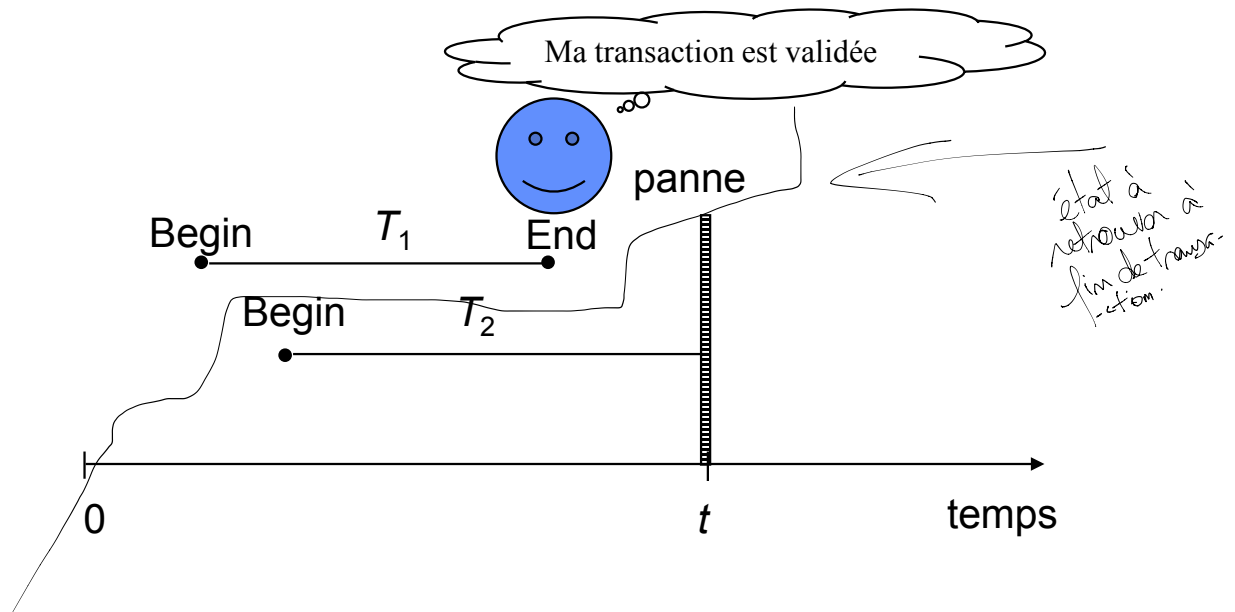 Ma transaction est validée
panne
Begin
T1
End
Begin
T2
0
t
temps
état à
retrouver à
fin de transa-
-ction.